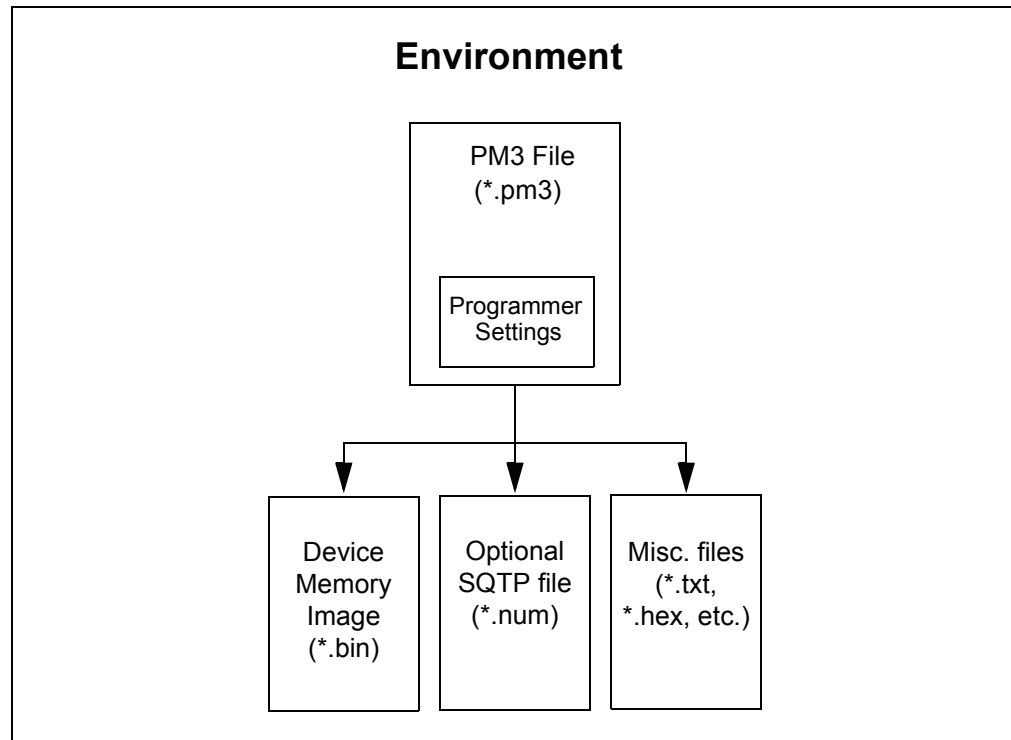 Environment
PM3 File
(*.pm3)
Programmer
Settings
Device
Memory
Image
(*.bin)
Optional
SQTP file
(*.num)
Misc. files
(*.txt,
*.hex, etc.)